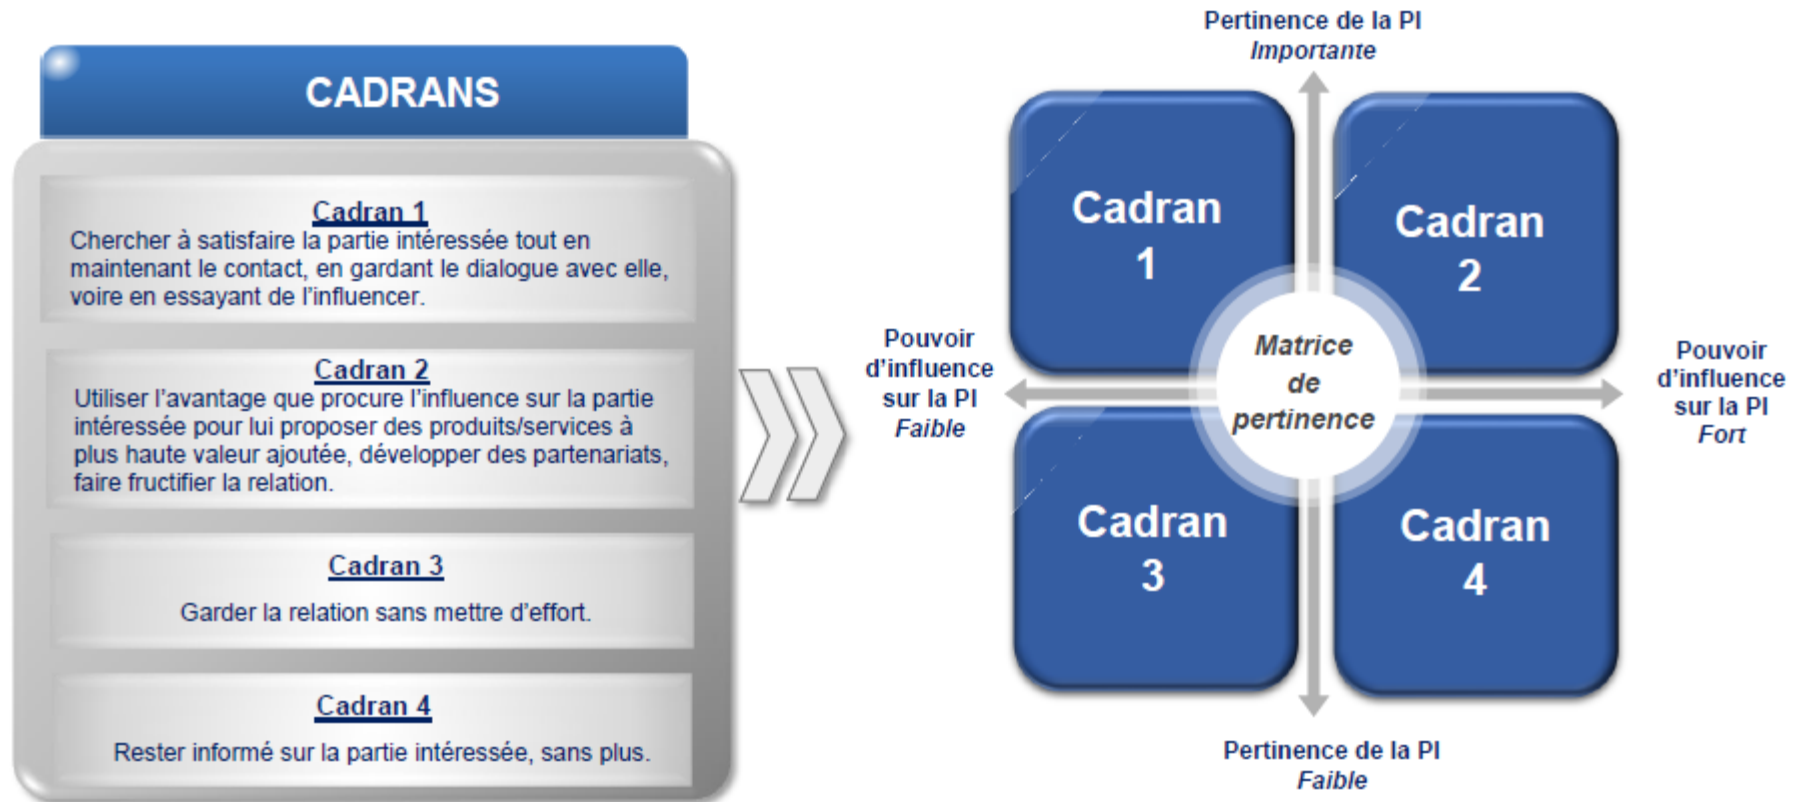 CADRANS
Cadran 1
Chercher à satisfaire la partie intéressée tout en
maintenant le contact, en gardant le dialogue avec elle,
voire en essayant de l'influencer.
Cadran 2
Utiliser l'avantage que procure l'influence sur la partie
intéressée pour lui proposer des produits/services à
plus haute valeur ajoutée, développer des partenariats,
faire fructifier la relation.
Cadran 3
Garder la relation sans mettre d'effort.
Cadran 4
Rester informé sur la partie intéressée, sans plus.
Pertinence de la PI
Importante
Cadran
1
Cadran
2
Pouvoir
d'influence
sur la PI
Faible
Matrice
de
pertinence
Pouvoir
d'influence
sur la PI
Fort
Cadran
3
Cadran
4
Pertinence de la PI
Faible